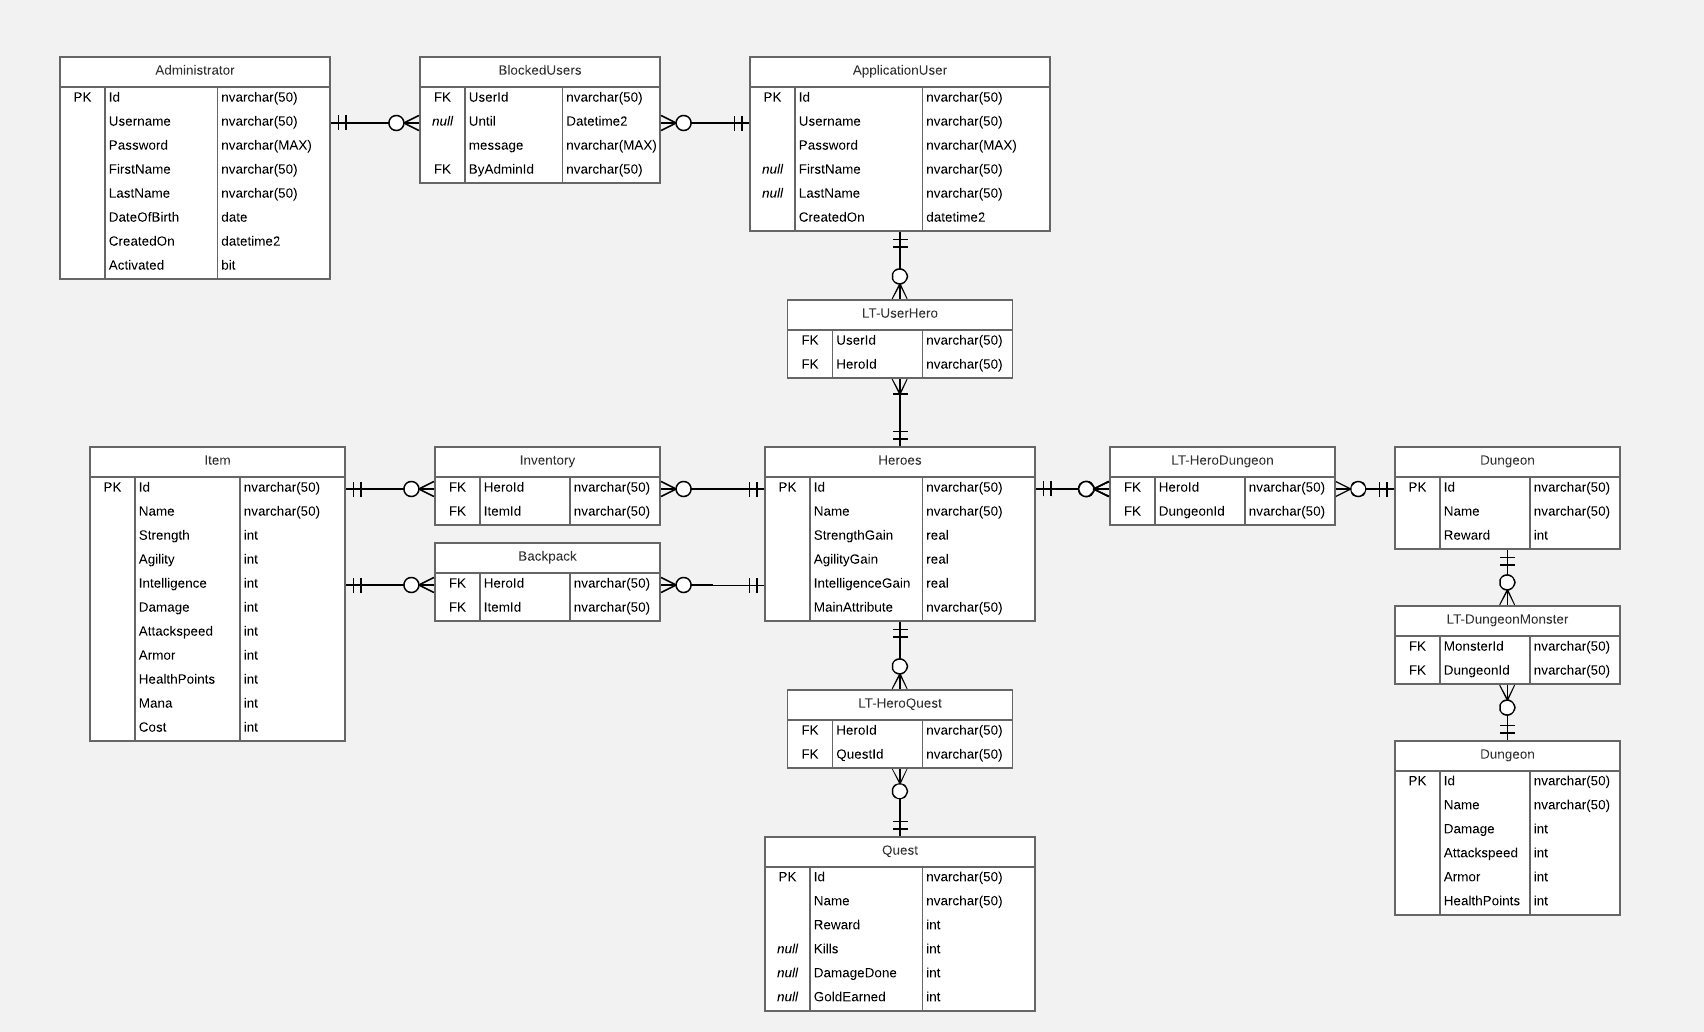 Administrator
PK Id nvarchar(50)
Username nvarchar(50)
Password nvarchar(MAX)
FirstName nvarchar(50)
LastName nvarchar(50)
DateOfBirth date
CreatedOn datetime2
Activated bit
BlockedUsers
FK UserId nvarchar(50)
null Until Datetime2
message nvarchar(MAX)
FK ByAdminId nvarchar(50)
ApplicationUser
PK Id nvarchar(50)
Username nvarchar(50)
Password nvarchar(MAX)
null FirstName nvarchar(50)
null LastName nvarchar(50)
CreatedOn datetime2
LT-UserHero
FK UserId nvarchar(50)
FK HeroId nvarchar(50)
Item
PK Id nvarchar(50)
Name nvarchar(50)
Strength int
Agility int
Intelligence int
Damage int
Attackspeed int
Armor int
HealthPoints int
Mana int
Cost int
Inventory
FK HeroId nvarchar(50)
FK ItemId nvarchar(50)
Backpack
FK HeroId nvarchar(50)
FK ItemId nvarchar(50)
Heroes
PK Id nvarchar(50)
Name nvarchar(50)
StrengthGain real
AgilityGain real
IntelligenceGain real
MainAttribute nvarchar(50)
LT-HeroDungeon
FK HeroId nvarchar(50)
FK DungeonId nvarchar(50)
Dungeon
PK Id nvarchar(50)
Name nvarchar(50)
Reward int
LT-DungeonMonster
FK MonsterId nvarchar(50)
FK DungeonId nvarchar(50)
Dungeon
PK Id nvarchar(50)
Name nvarchar(50)
Damage int
Attackspeed int
Armor int
HealthPoints int
LT-HeroQuest
FK HeroId nvarchar(50)
FK QuestId nvarchar(50)
Quest
PK Id nvarchar(50)
Name nvarchar(50)
Reward int
null Kills int
null DamageDone int
null GoldEarned int